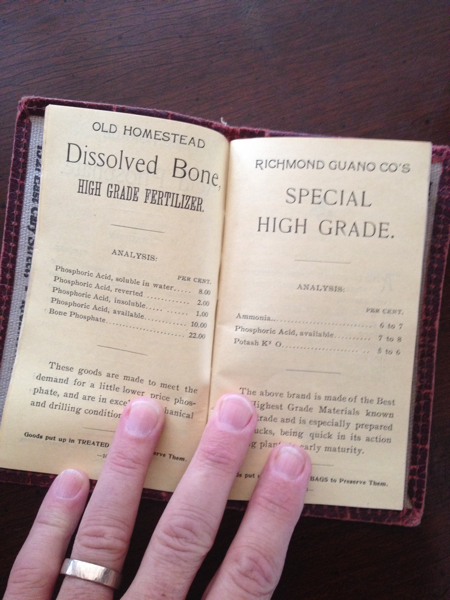 OLD HOMESTEAD
Dissolved Bone,
HIGH GRADE FERTILIZER.
ANALYSIS:
PER CENT.
Phosphoric Acid, soluble in water..... 8.00
Phosphoric Acid, reverted ........ 2.00
Phosphoric Acid, insoluble..... 1.00
Phosphoric Acid, available........ 10.00
Bone Phosphate................ 22.00
These goods are made to meet the
demand for a little lower price phos-
phate, and are in
and drilling
Goods put up in TREATED
Preserve Them.
RICHMOND GUANO CO'S
SPECIAL
HIGH GRADE.
ANALYSIS:
PER CENT.
Ammonia........................ 6 to 7
Phosphoric Acid, available........ 7 to 8
Potash K² O........................ 5 to 6
The above brand is made of the Best
Highest Grade Materials known
grade and is especially prepared
being quick in its action
early maturity.
BAGS to Preserve Them.